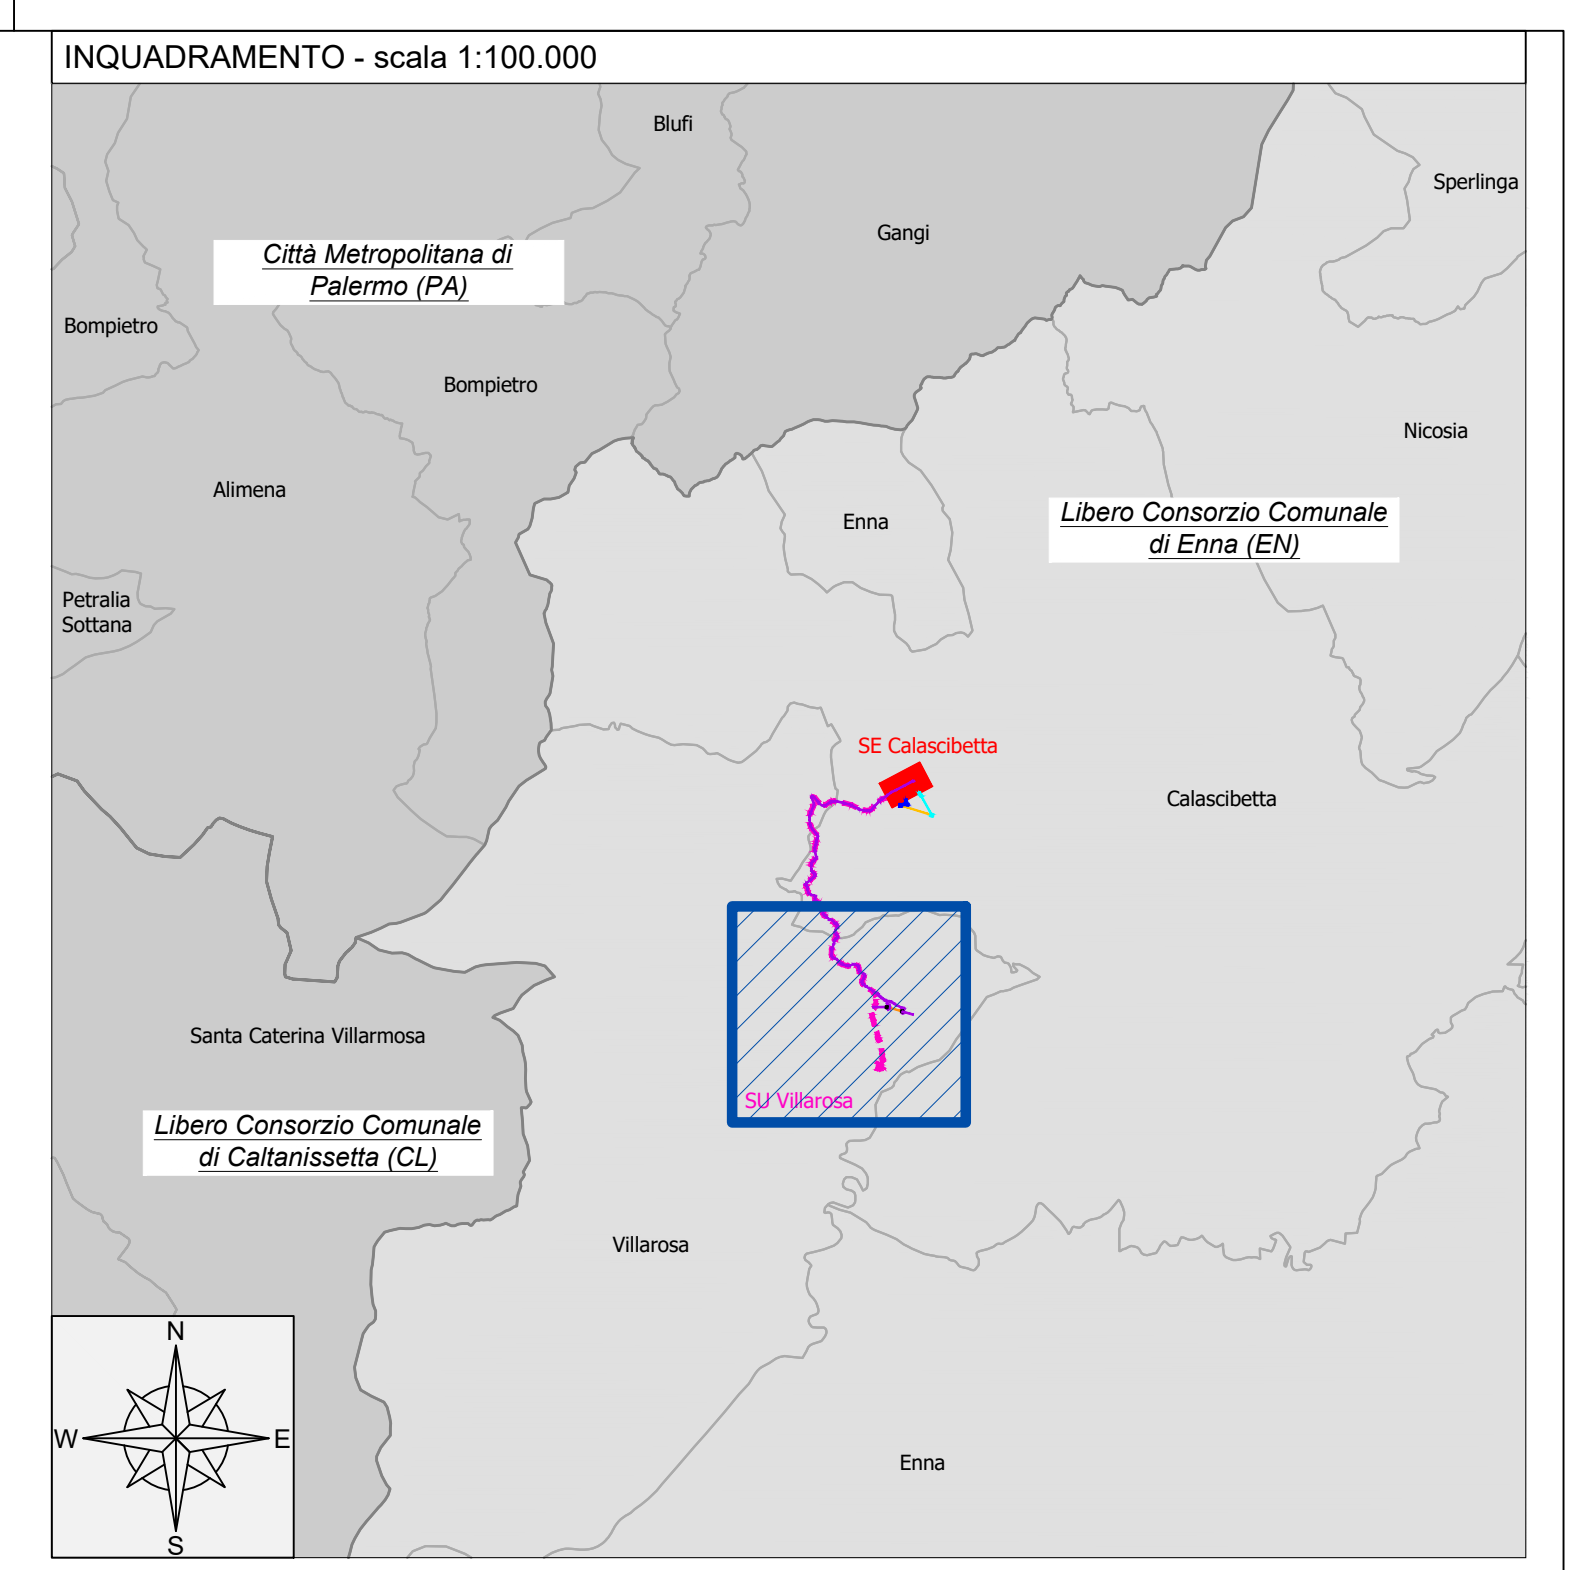 INQUADRAMENTO - scala 1:100.000
Blufi
Sperlinga
Gangi
Città Metropolitana di
Palermo (PA)
Bompietro
Bompietro
Nicosia
Alimena
Enna
Libero Consorzio Comunale
di Enna (EN)
Petralia
Sottana
SE Calascibetta
Calascibetta
Santa Caterina Villarmosa
SU Villarosa
Libero Consorzio Comunale
di Caltanissetta (CL)
Villarosa
N
W
E
S
Enna